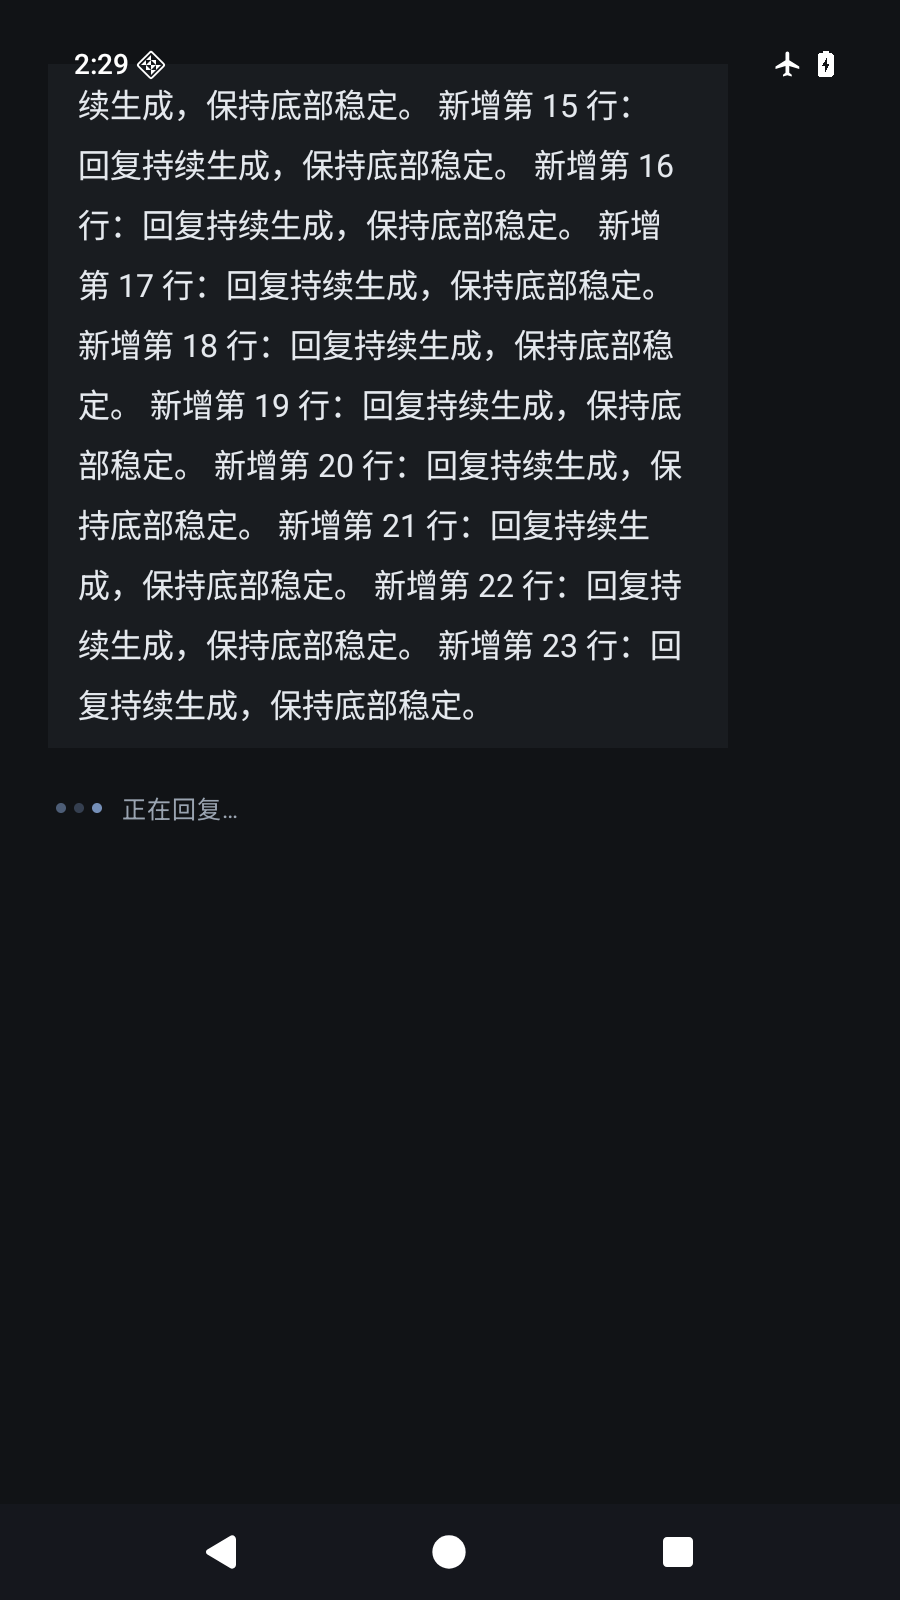 2:29
续生成，保持底部稳定。 新增第 15 行：
回复持续生成，保持底部稳定。 新增第 16
行：回复持续生成，保持底部稳定。 新增
第 17 行：回复持续生成，保持底部稳定。
新增第 18 行：回复持续生成，保持底部稳
定。 新增第 19 行：回复持续生成，保持底
部稳定。 新增第 20 行：回复持续生成，保
持底部稳定。 新增第 21 行：回复持续生
成，保持底部稳定。 新增第 22 行：回复持
续生成，保持底部稳定。 新增第 23 行：回
复持续生成，保持底部稳定。
正在回复…